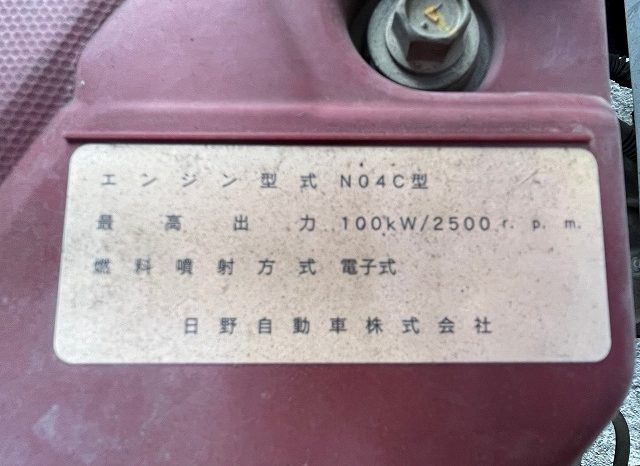 エンジン型式 N04C型
最高出力 100kW/2500 r.p.m.
燃料噴射方式 電子式
日野自動車株式会社